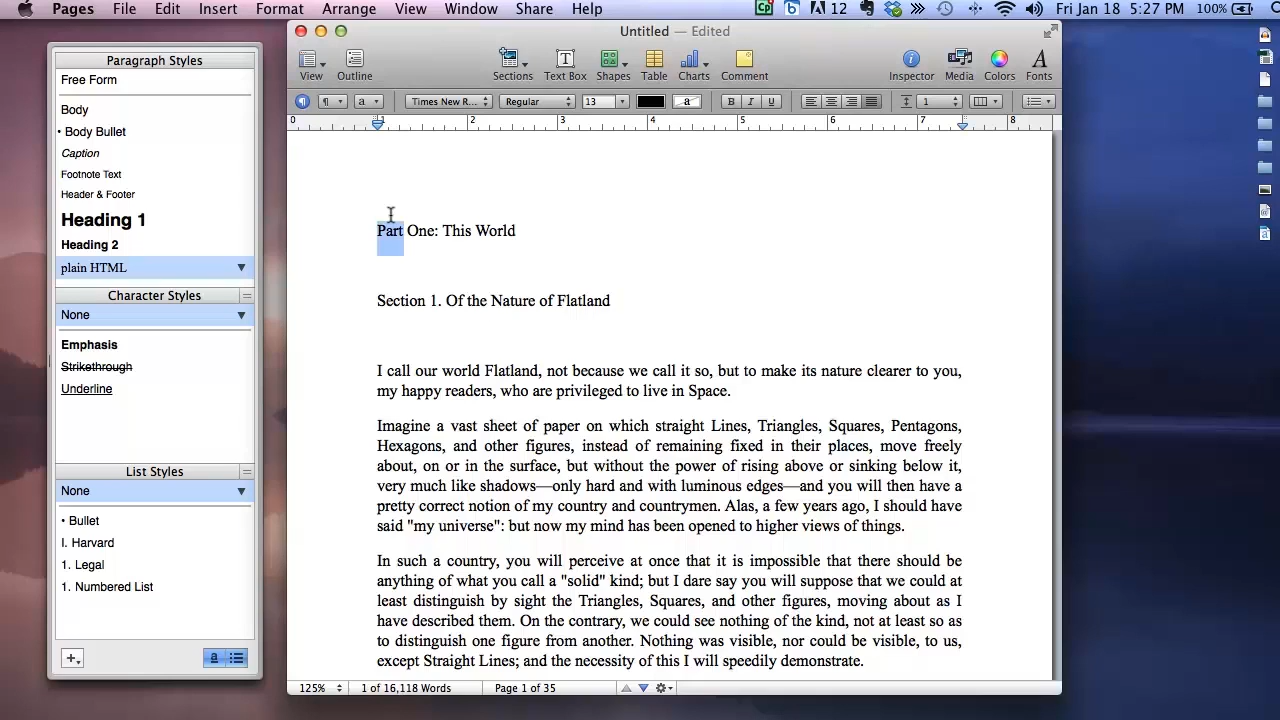 Pages File Edit Insert Format Arrange View Window Share Help 12 Fri Jan 18 5:27 PM 100%
Untitled — Edited
View Outline Sections Text Box Shapes Table Charts Comment Inspector Media Colors Fonts
¶ ¶ a Times New R... Regular 13 a B I U 1
0 1 2 3 4 5 6 7 8
Paragraph Styles
Free Form
Body
• Body Bullet
Caption
Footnote Text
Header & Footer
Heading 1
Heading 2
plain HTML
Character Styles
None
Emphasis
Strikethrough
Underline
List Styles
None
• Bullet
I. Harvard
1. Legal
1. Numbered List
a
Part One: This World
Section 1. Of the Nature of Flatland
I call our world Flatland, not because we call it so, but to make its nature clearer to you,
my happy readers, who are privileged to live in Space.
Imagine a vast sheet of paper on which straight Lines, Triangles, Squares, Pentagons,
Hexagons, and other figures, instead of remaining fixed in their places, move freely
about, on or in the surface, but without the power of rising above or sinking below it,
very much like shadows—only hard and with luminous edges—and you will then have a
pretty correct notion of my country and countrymen. Alas, a few years ago, I should have
said "my universe": but now my mind has been opened to higher views of things.
In such a country, you will perceive at once that it is impossible that there should be
anything of what you call a "solid" kind; but I dare say you will suppose that we could at
least distinguish by sight the Triangles, Squares, and other figures, moving about as I
have described them. On the contrary, we could see nothing of the kind, not at least so as
to distinguish one figure from another. Nothing was visible, nor could be visible, to us,
except Straight Lines; and the necessity of this I will speedily demonstrate.
125% 1 of 16,118 Words Page 1 of 35